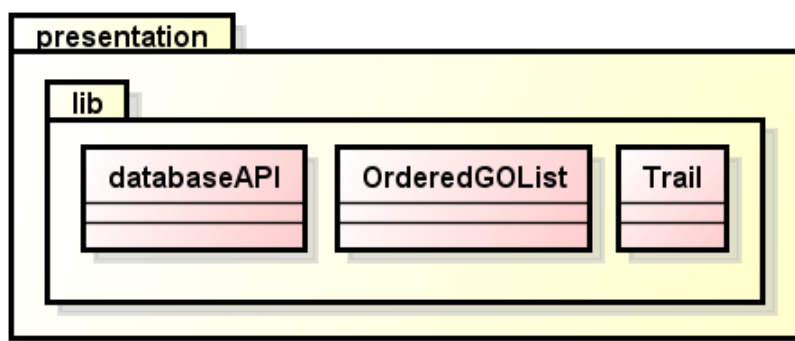 presentation
lib
databaseAPI
OrderedGOList
Trail